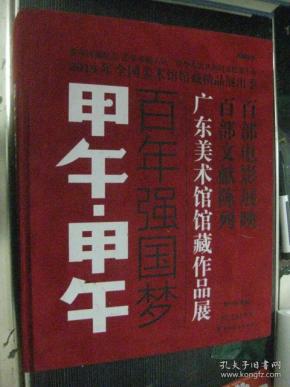 2019年全国美术馆馆藏精品展出季
甲午·甲午
百年强国梦
广东美术馆馆藏作品展
百部文献陈列
百部电影展映
孔夫子旧书网